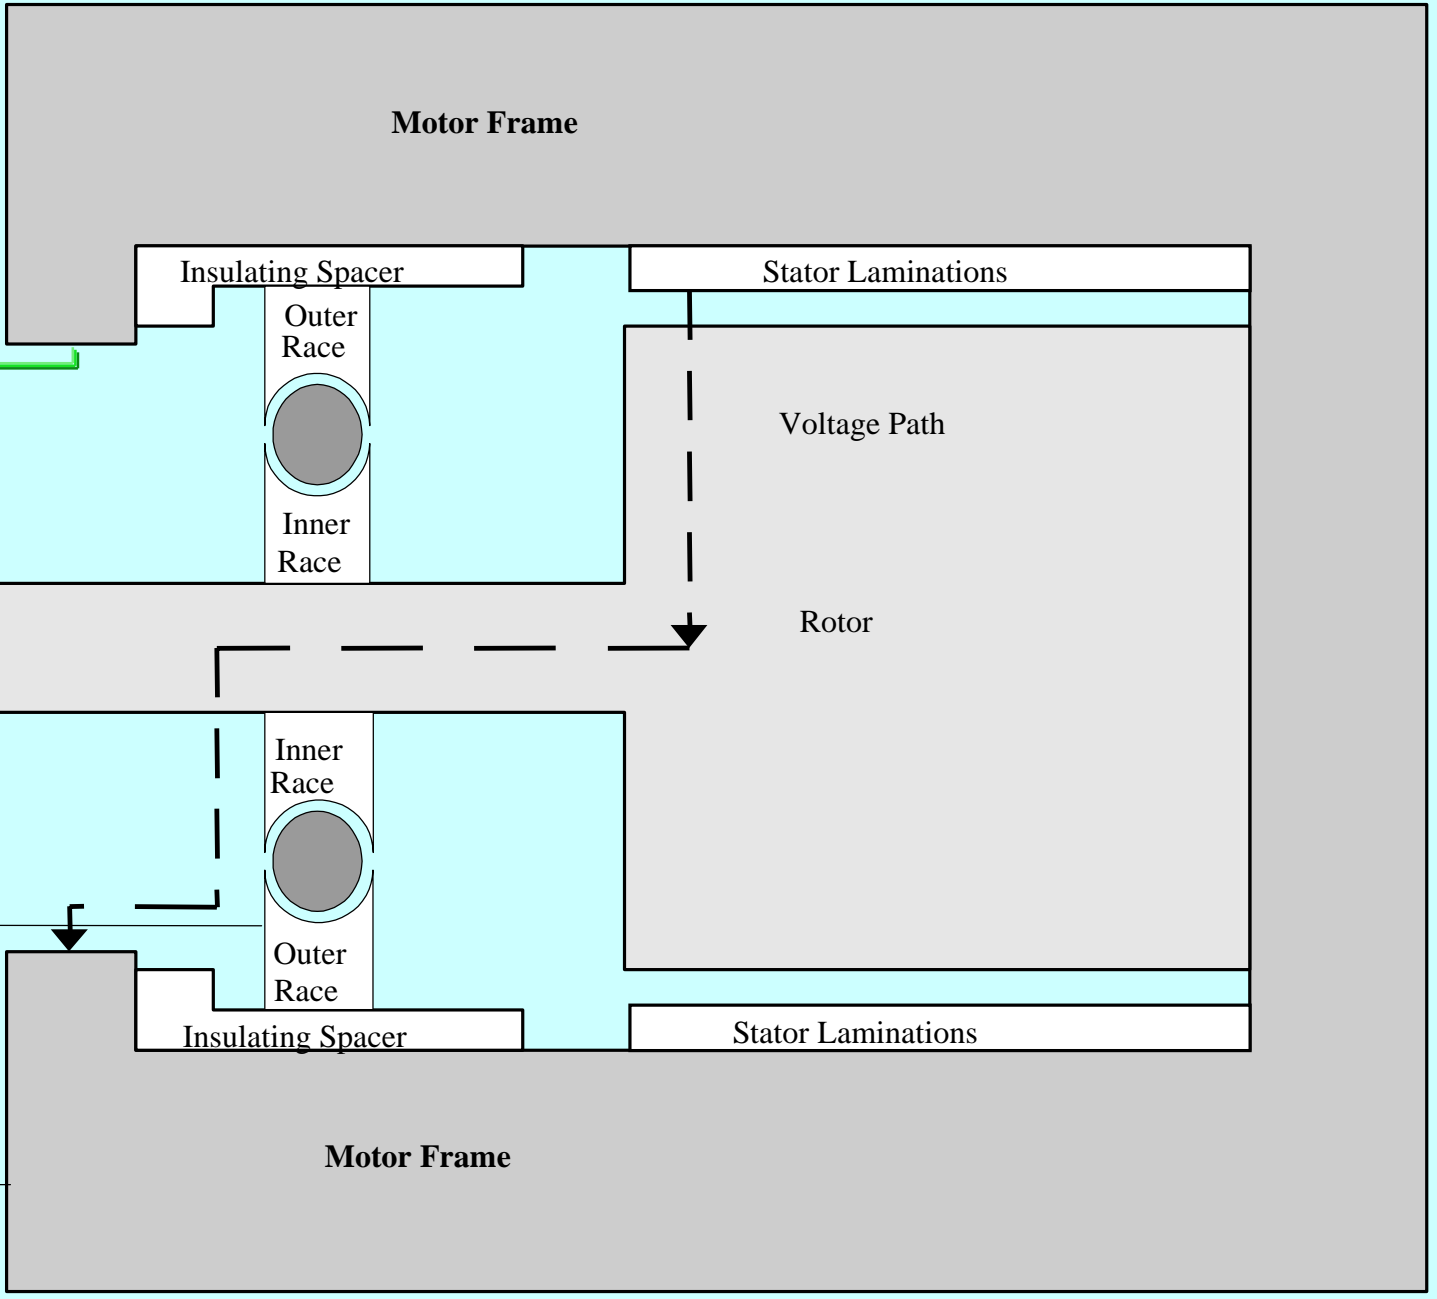 Motor Frame
Insulating Spacer
Stator Laminations
Outer
Race
Voltage Path
Inner
Race
Rotor
Inner
Race
Outer
Race
Insulating Spacer
Stator Laminations
Motor Frame